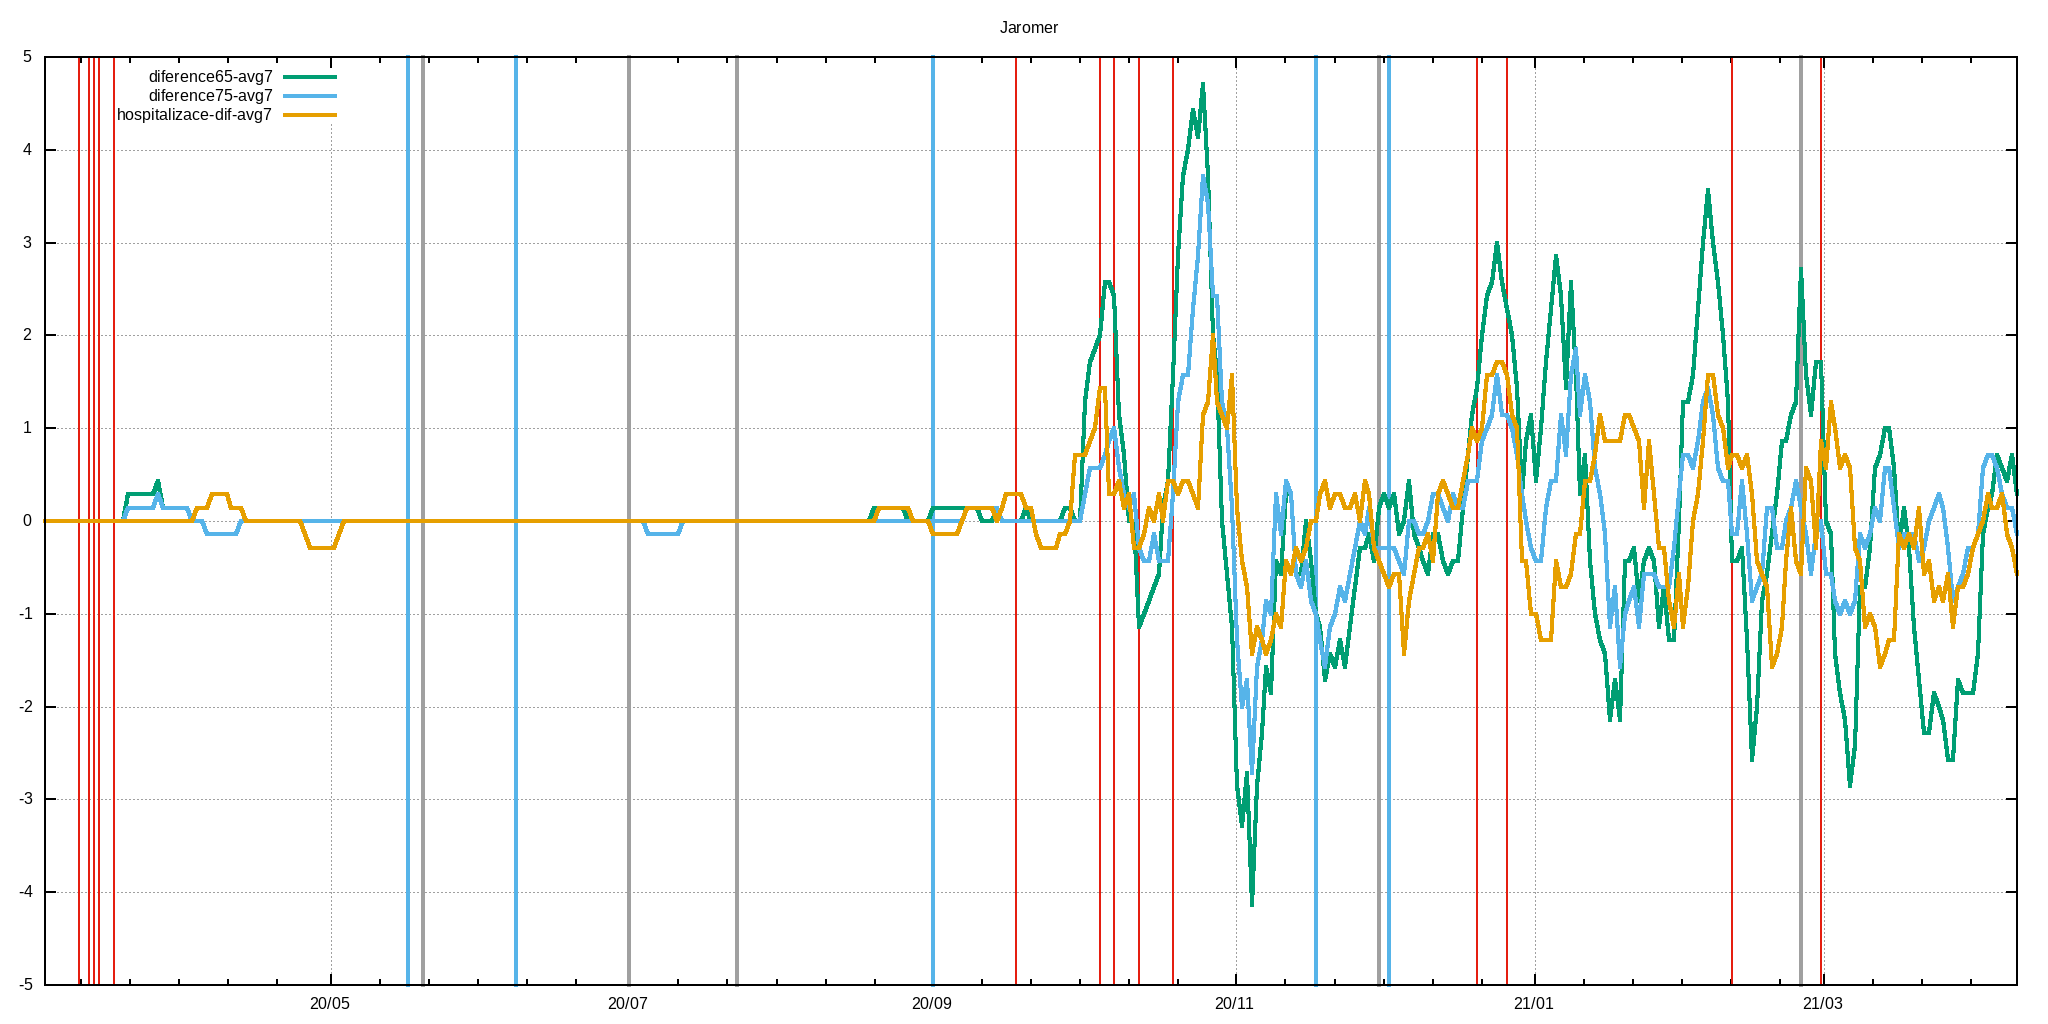 Jaromer
diference65-avg7
diference75-avg7
hospitalizace-dif-avg7
5
4
3
2
1
0
-1
-2
-3
-4
-5
20/05 20/07 20/09 20/11 21/01 21/03